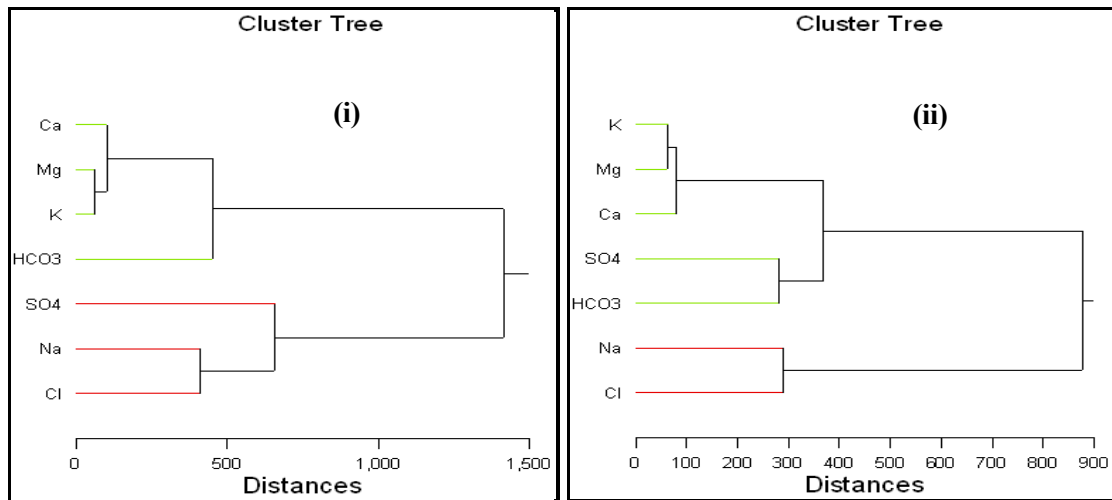 Cluster Tree
(i)
Ca
Mg
K
HCO3
SO4
Na
Cl
0 500 1,000 1,500
Distances
Cluster Tree
(ii)
K
Mg
Ca
SO4
HCO3
Na
Cl
0 100 200 300 400 500 600 700 800 900
Distances